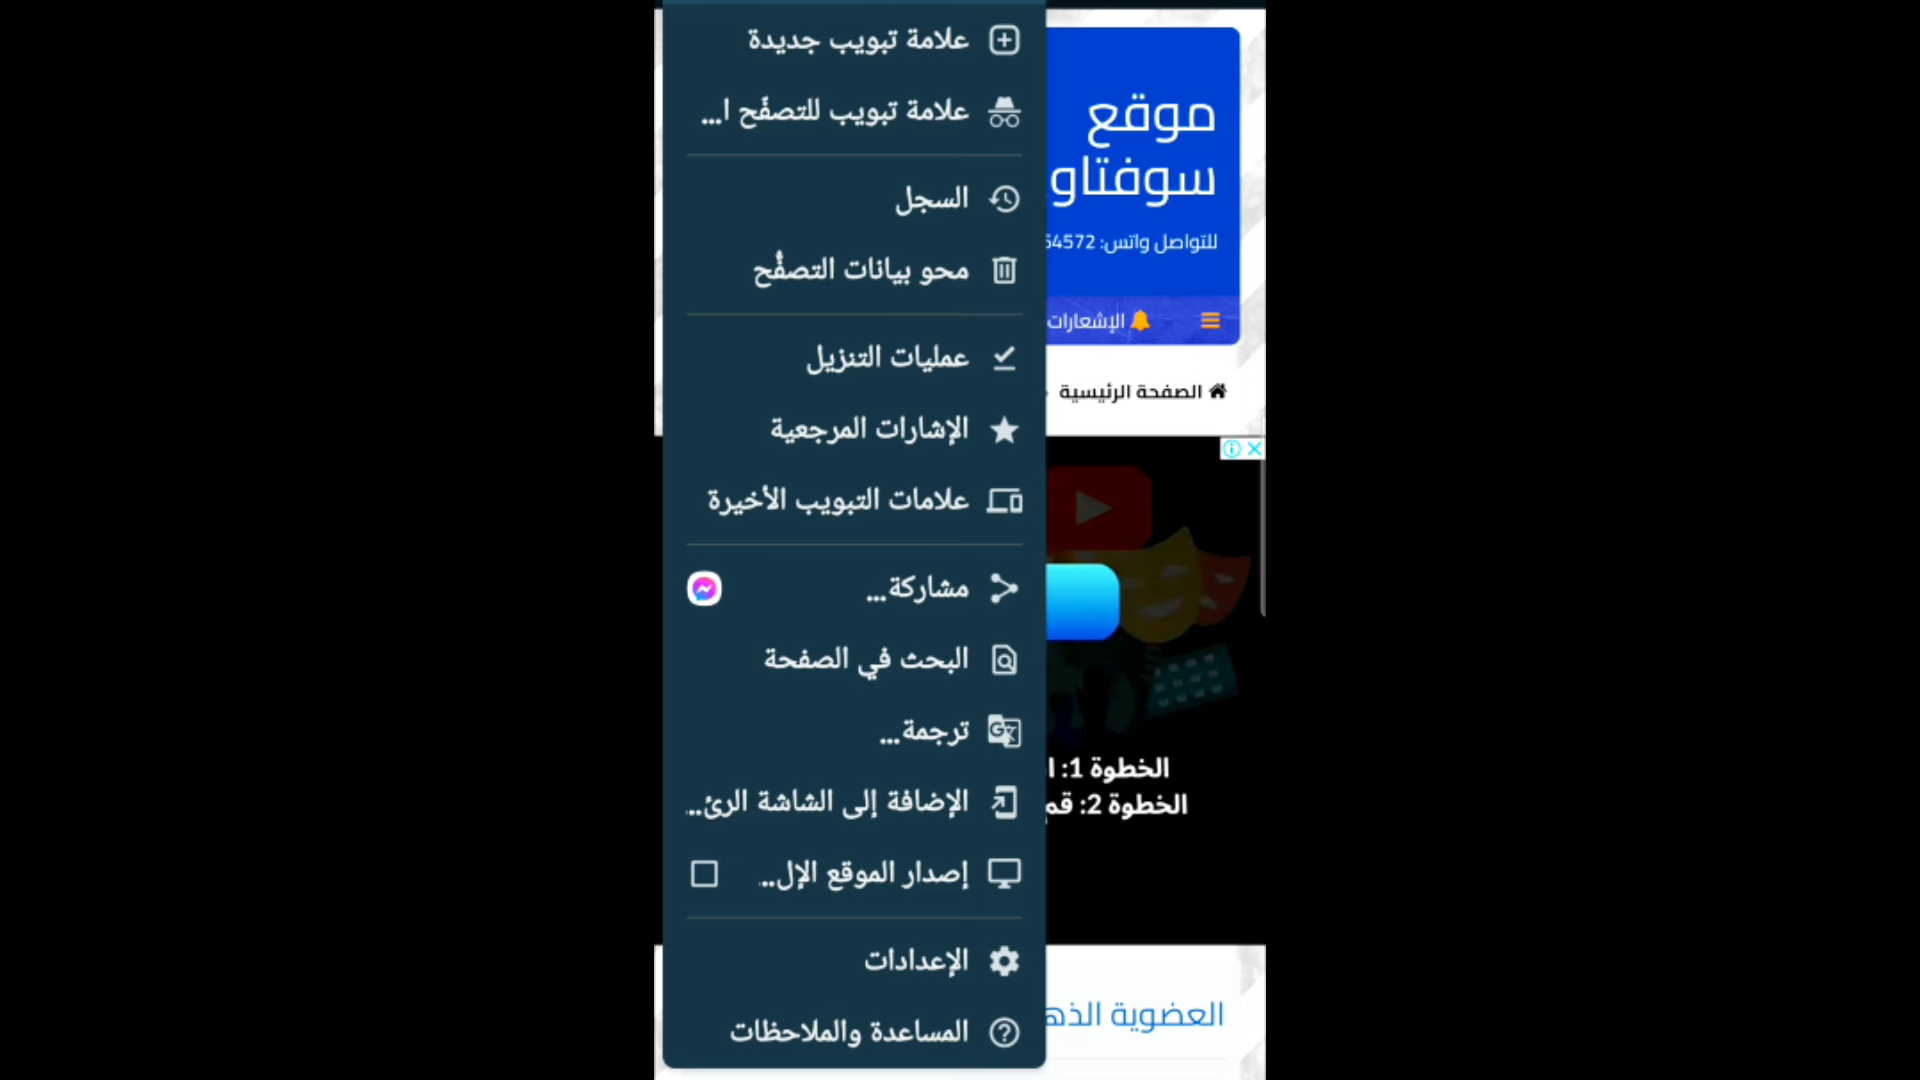 علامة تبويب جديدة
علامة تبويب للتصفّح ا...
السجل
محو بيانات التصفُّح
عمليات التنزيل
الإشارات المرجعية
علامات التبويب الأخيرة
مشاركة...
البحث في الصفحة
ترجمة...
الإضافة إلى الشاشة الرئ...
إصدار الموقع الإل...
الإعدادات
المساعدة والملاحظات
موقع
سوفتاو
للتواصل واتس: 54572
الإشعارات
الصفحة الرئيسية
الخطوة 1: ا
الخطوة 2: قم
العضوية الذه